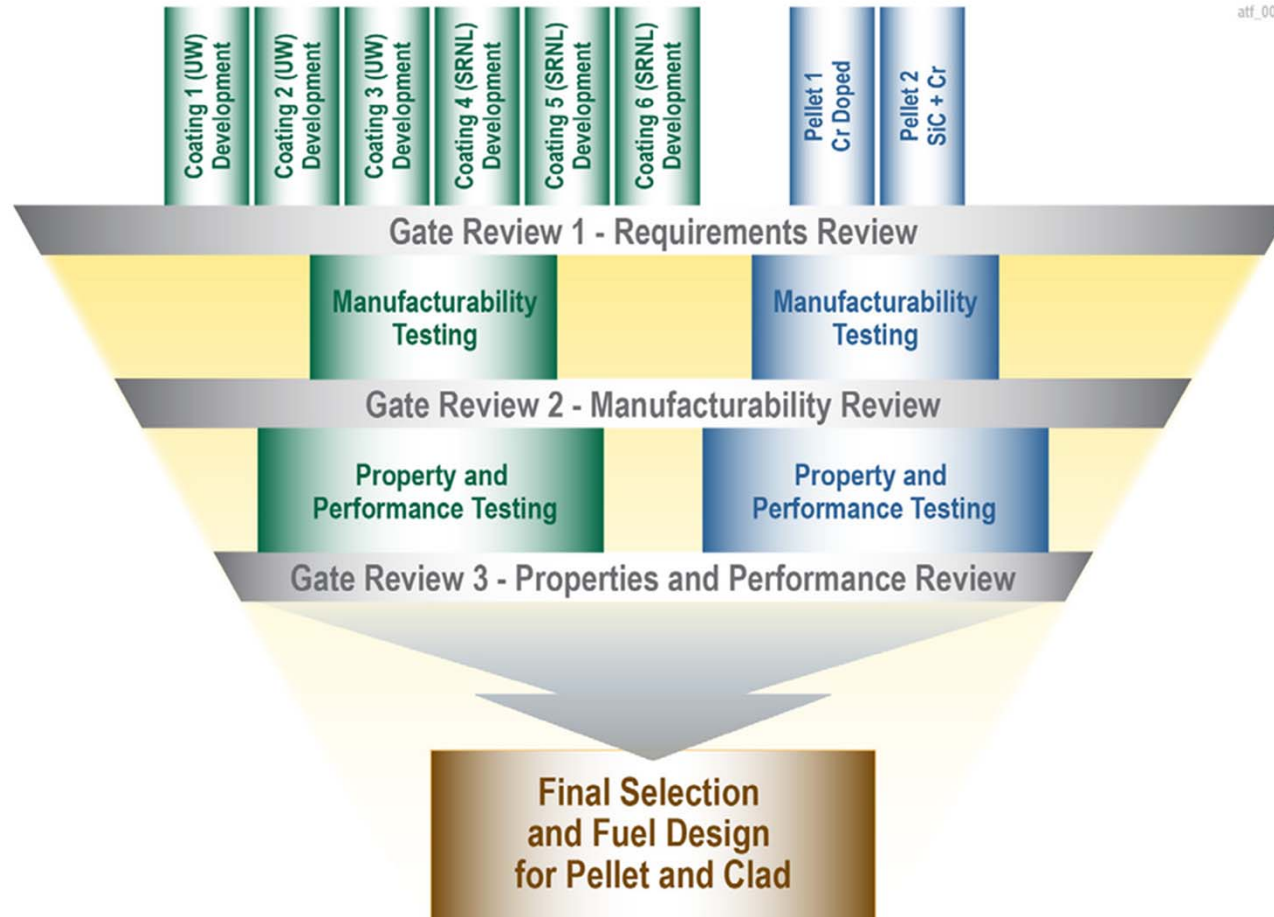 atf_00
Coating 1 (UW)
Development
Coating 2 (UW)
Development
Coating 3 (UW)
Development
Coating 4 (SRNL)
Development
Coating 5 (SRNL)
Development
Coating 6 (SRNL)
Development
Pellet 1
Cr Doped
Pellet 2
SiC + Cr
Gate Review 1 - Requirements Review
Manufacturability
Testing
Manufacturability
Testing
Gate Review 2 - Manufacturability Review
Property and
Performance Testing
Property and
Performance Testing
Gate Review 3 - Properties and Performance Review
Final Selection
and Fuel Design
for Pellet and Clad